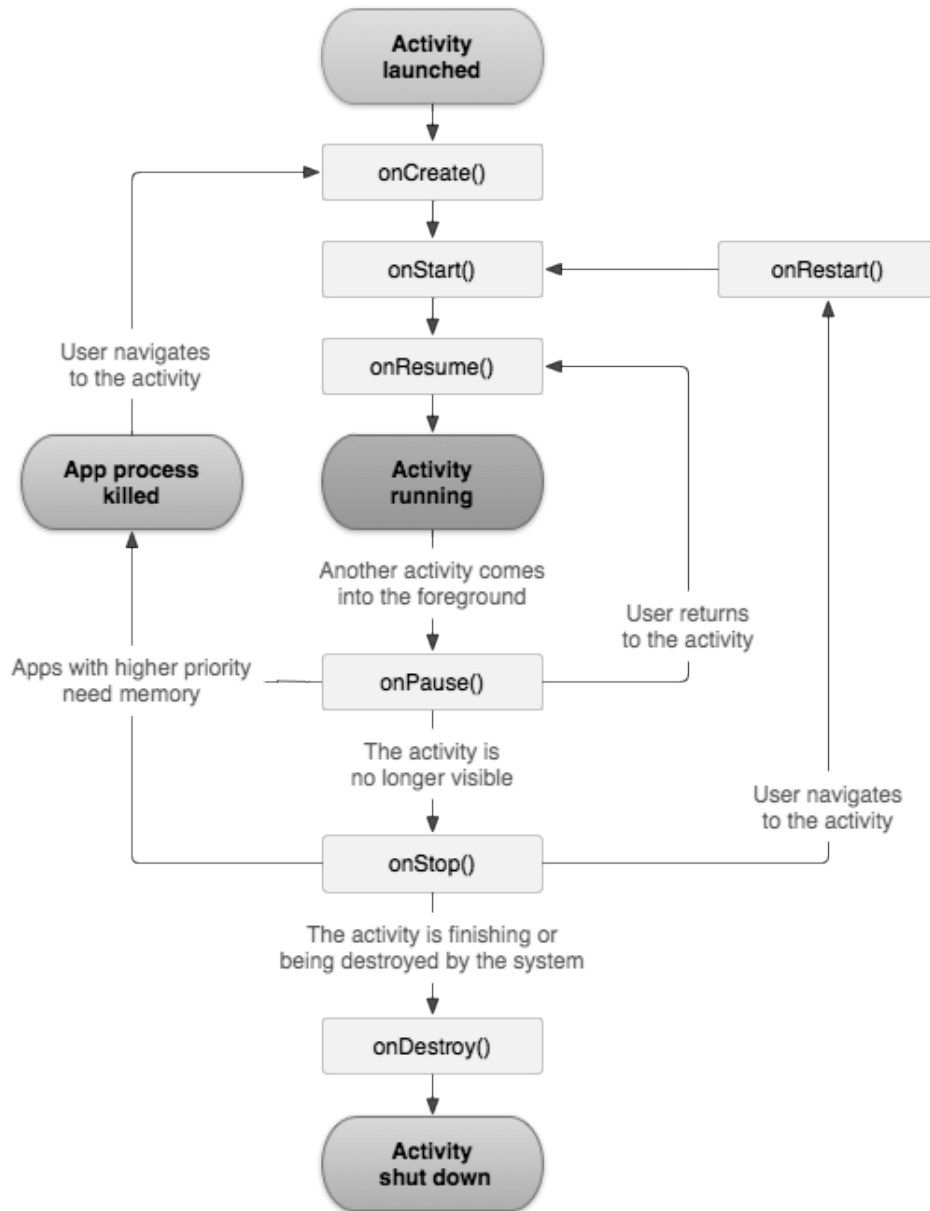 Activity
launched
onCreate()
onStart()
onRestart()
User navigates
to the activity
onResume()
App process
killed
Activity
running
Another activity comes
into the foreground
User returns
to the activity
Apps with higher priority
need memory
onPause()
The activity is
no longer visible
User navigates
to the activity
onStop()
The activity is finishing or
being destroyed by the system
onDestroy()
Activity
shut down